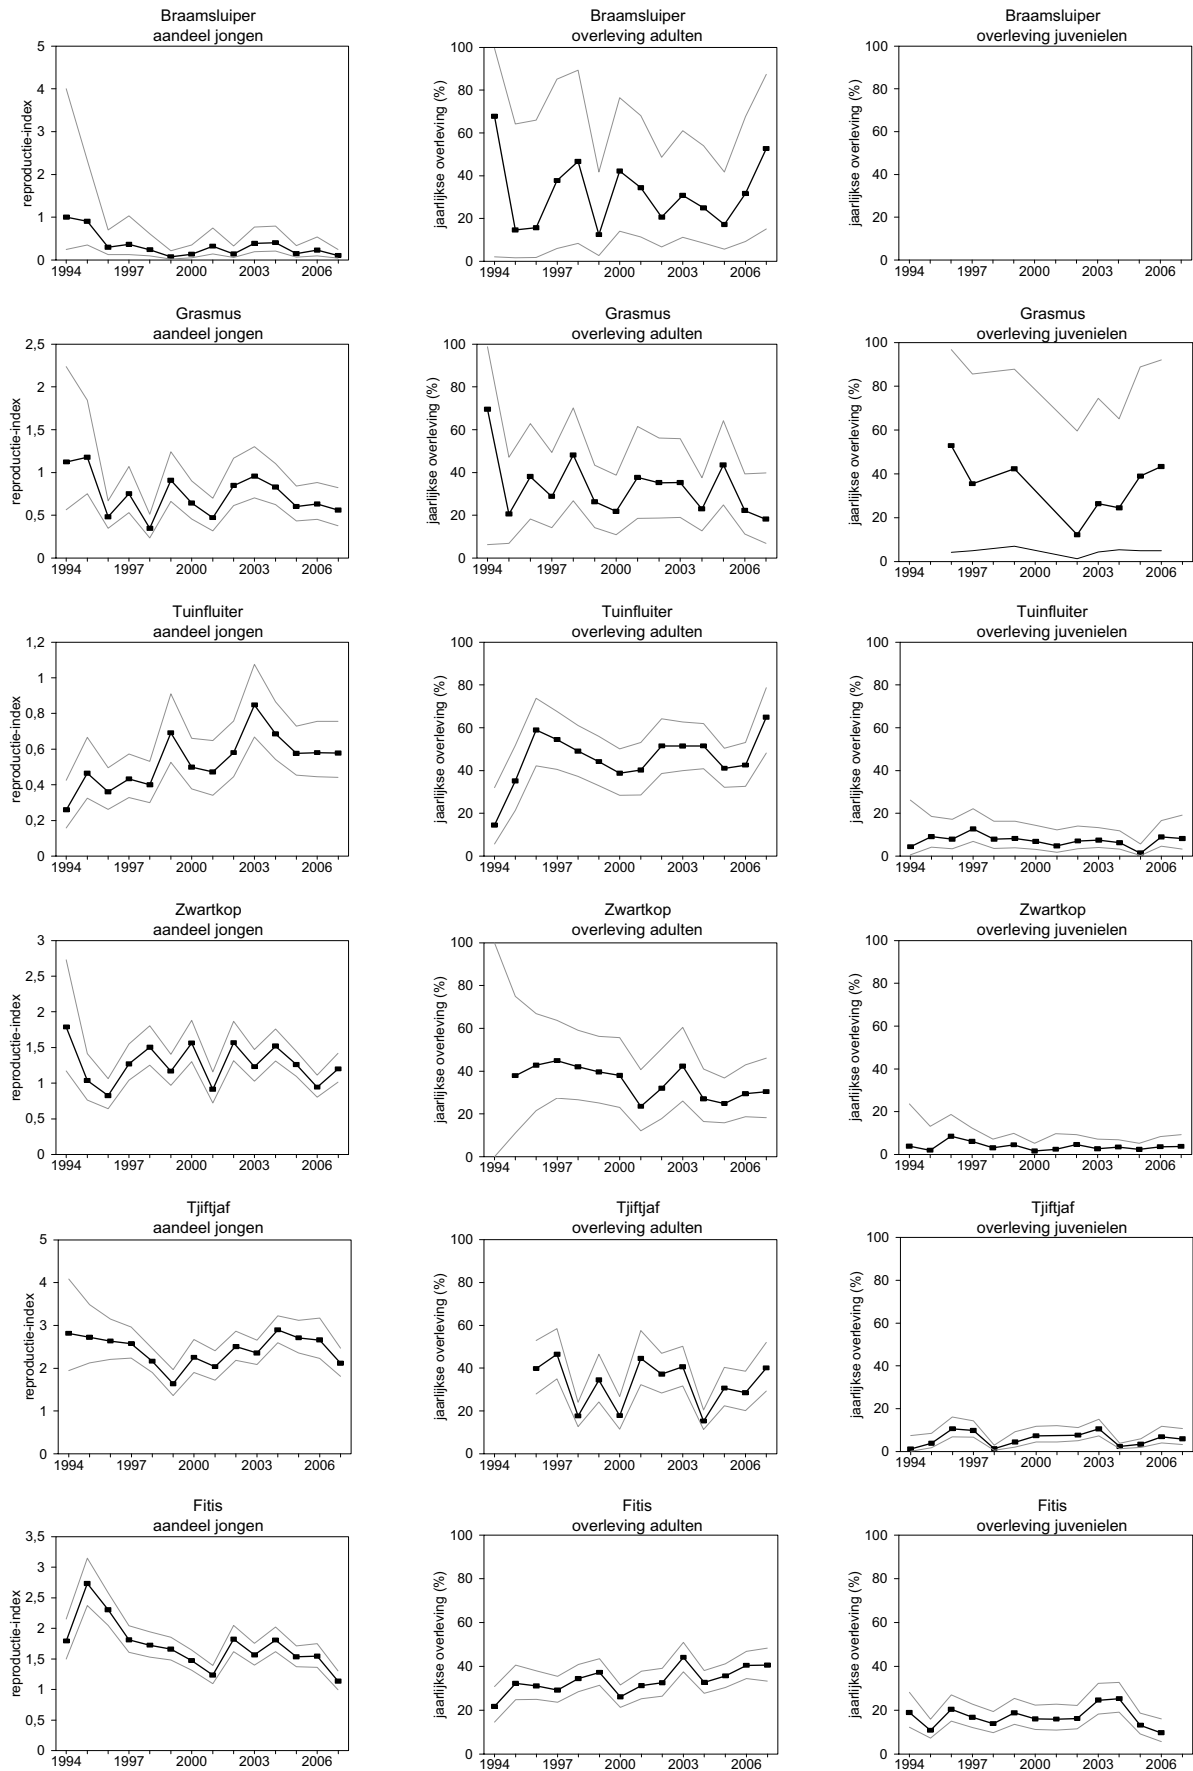 Braamsluiper
aandeel jongen
reproductie-index
5
4
3
2
1
0
1994 1997 2000 2003 2006
Braamsluiper
overleving adulten
jaarlijkse overleving (%)
100
80
60
40
20
0
1994 1997 2000 2003 2006
Braamsluiper
overleving juvenielen
jaarlijkse overleving (%)
100
80
60
40
20
0
1994 1997 2000 2003 2006
Grasmus
aandeel jongen
reproductie-index
2,5
2
1,5
1
0,5
0
1994 1997 2000 2003 2006
Grasmus
overleving adulten
jaarlijkse overleving (%)
100
80
60
40
20
0
1994 1997 2000 2003 2006
Grasmus
overleving juvenielen
jaarlijkse overleving (%)
100
80
60
40
20
0
1994 1997 2000 2003 2006
Tuinfluiter
aandeel jongen
reproductie-index
1,2
1
0,8
0,6
0,4
0,2
0
1994 1997 2000 2003 2006
Tuinfluiter
overleving adulten
jaarlijkse overleving (%)
100
80
60
40
20
0
1994 1997 2000 2003 2006
Tuinfluiter
overleving juvenielen
jaarlijkse overleving (%)
100
80
60
40
20
0
1994 1997 2000 2003 2006
Zwartkop
aandeel jongen
reproductie-index
3
2,5
2
1,5
1
0,5
0
1994 1997 2000 2003 2006
Zwartkop
overleving adulten
jaarlijkse overleving (%)
100
80
60
40
20
0
1994 1997 2000 2003 2006
Zwartkop
overleving juvenielen
jaarlijkse overleving (%)
100
80
60
40
20
0
1994 1997 2000 2003 2006
Tjiftjaf
aandeel jongen
reproductie-index
5
4
3
2
1
0
1994 1997 2000 2003 2006
Tjiftjaf
overleving adulten
jaarlijkse overleving (%)
100
80
60
40
20
0
1994 1997 2000 2003 2006
Tjiftjaf
overleving juvenielen
jaarlijkse overleving (%)
100
80
60
40
20
0
1994 1997 2000 2003 2006
Fitis
aandeel jongen
reproductie-index
3,5
3
2,5
2
1,5
1
0,5
0
1994 1997 2000 2003 2006
Fitis
overleving adulten
jaarlijkse overleving (%)
100
80
60
40
20
0
1994 1997 2000 2003 2006
Fitis
overleving juvenielen
jaarlijkse overleving (%)
100
80
60
40
20
0
1994 1997 2000 2003 2006